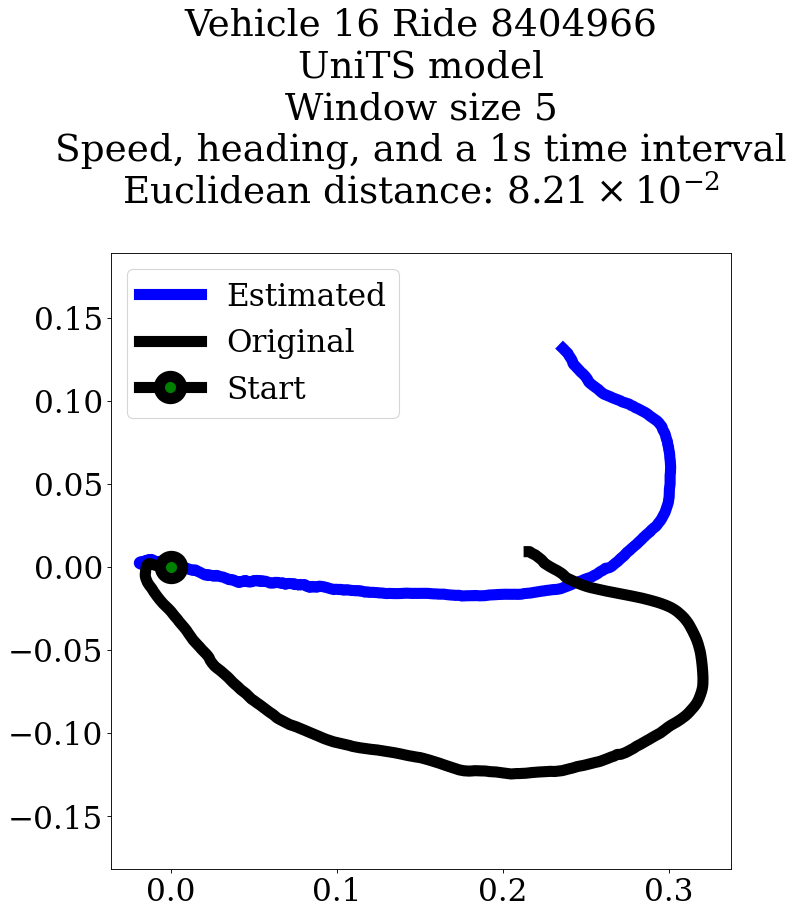 Vehicle 16 Ride 8404966
UniTS model
Window size 5
Speed, heading, and a 1s time interval
Euclidean distance: 8.21 × 10⁻²
Estimated
Original
Start
0.15
0.10
0.05
0.00
−0.05
−0.10
−0.15
0.0 0.1 0.2 0.3